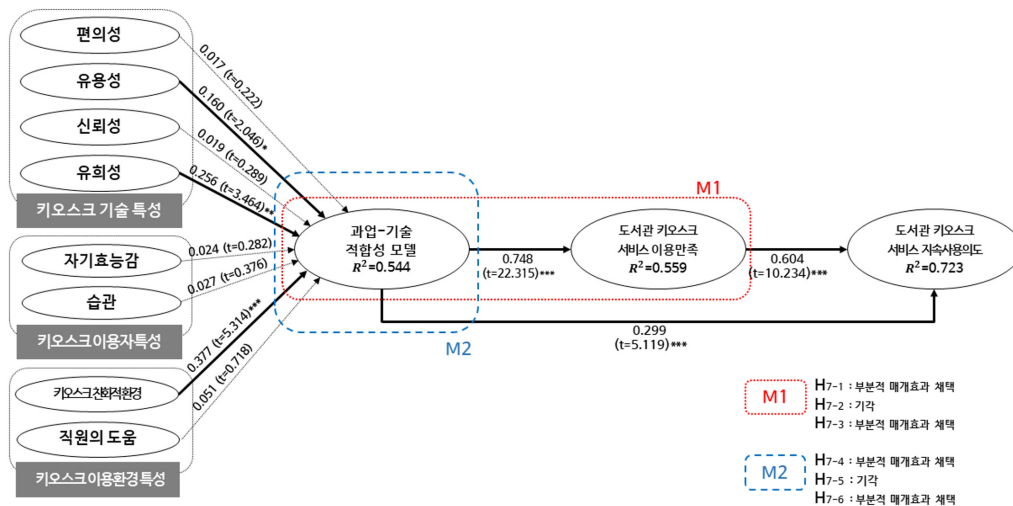 편의성
유용성
신뢰성
유희성
키오스크 기술 특성
자기효능감
습관
키오스크 이용자 특성
키오스크 친화적 환경
직원의 도움
키오스크 이용환경 특성
0.017 (t=0.222)
0.160 (t=2.046)*
0.019 (t=0.289)
0.256 (t=3.464)**
0.024 (t=0.282)
0.027 (t=0.376)
0.377 (t=5.314)***
0.051 (t=0.718)
과업-기술
적합성 모델
R²=0.544
M2
0.748
(t=22.315)***
도서관 키오스크
서비스 이용만족
R²=0.559
M1
0.604
(t=10.234)***
도서관 키오스크
서비스 지속사용의도
R²=0.723
0.299
(t=5.119)***
M1
H7-1 : 부분적 매개효과 채택
H7-2 : 기각
H7-3 : 부분적 매개효과 채택
M2
H7-4 : 부분적 매개효과 채택
H7-5 : 기각
H7-6 : 부분적 매개효과 채택